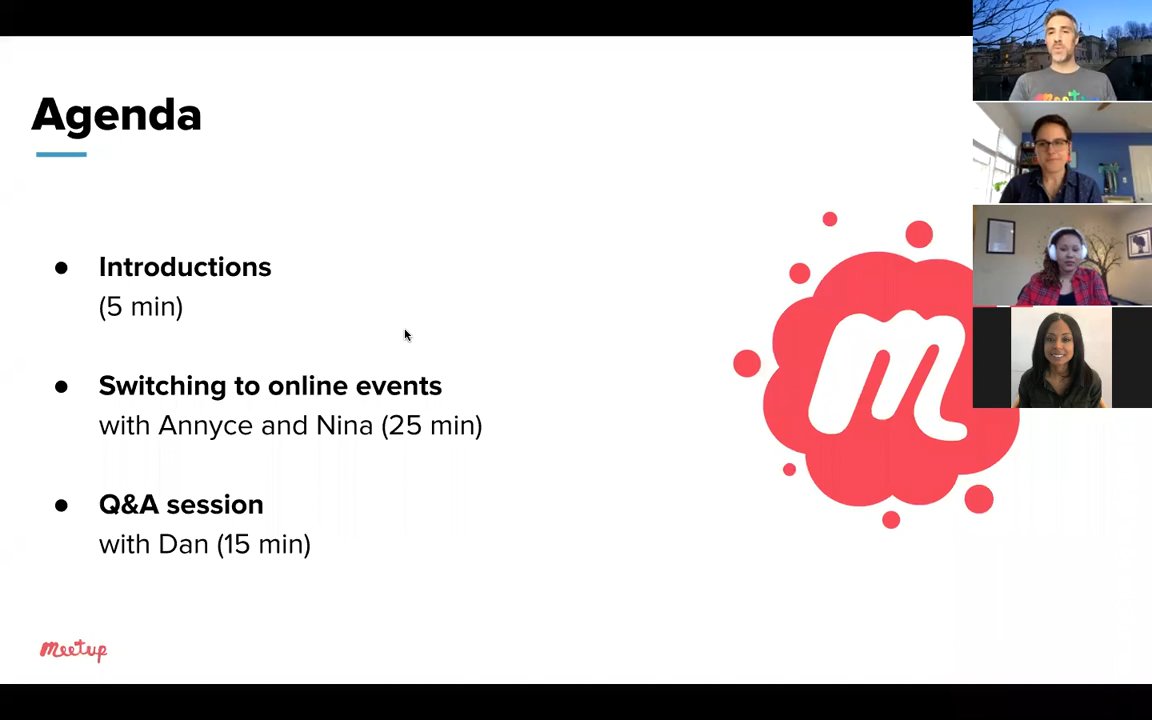 Agenda
● Introductions
(5 min)
● Switching to online events
with Annyce and Nina (25 min)
● Q&A session
with Dan (15 min)
meetup
m